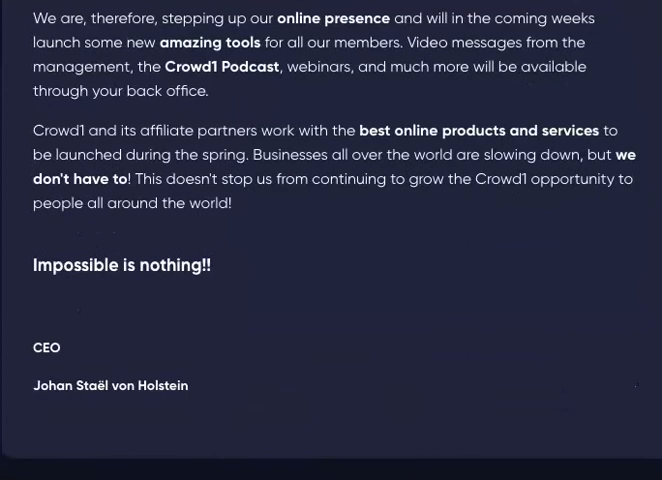 We are, therefore, stepping up our online presence and will in the coming weeks
launch some new amazing tools for all our members. Video messages from the
management, the Crowd1 Podcast, webinars, and much more will be available
through your back office.
Crowd1 and its affiliate partners work with the best online products and services to
be launched during the spring. Businesses all over the world are slowing down, but we
don't have to! This doesn't stop us from continuing to grow the Crowd1 opportunity to
people all around the world!
Impossible is nothing!!
CEO
Johan Staël von Holstein